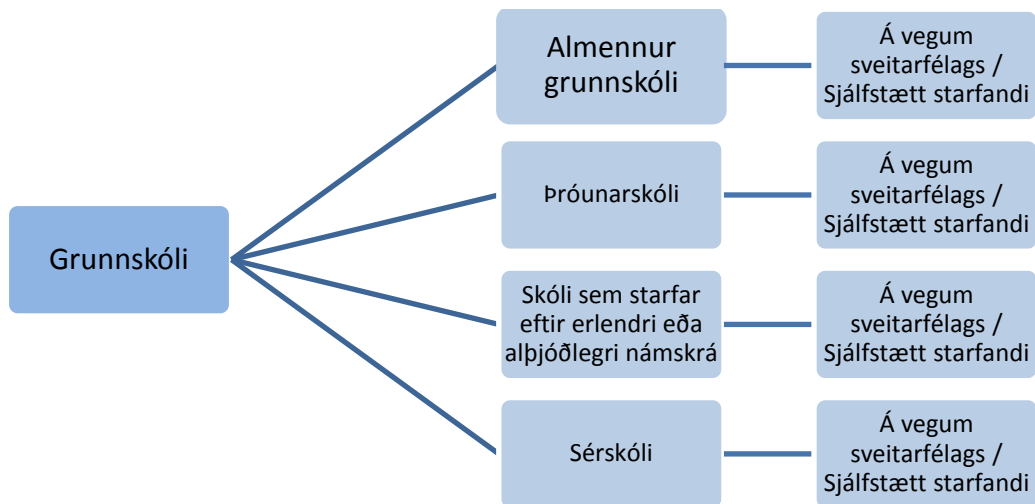 Grunnskóli
Almennur
grunnskóli
Á vegum
sveitarfélags /
Sjálfstætt starfandi
Þróunarskóli
Á vegum
sveitarfélags /
Sjálfstætt starfandi
Skóli sem starfar
eftir erlendri eða
alþjóðlegri námskrá
Á vegum
sveitarfélags /
Sjálfstætt starfandi
Sérskóli
Á vegum
sveitarfélags /
Sjálfstætt starfandi